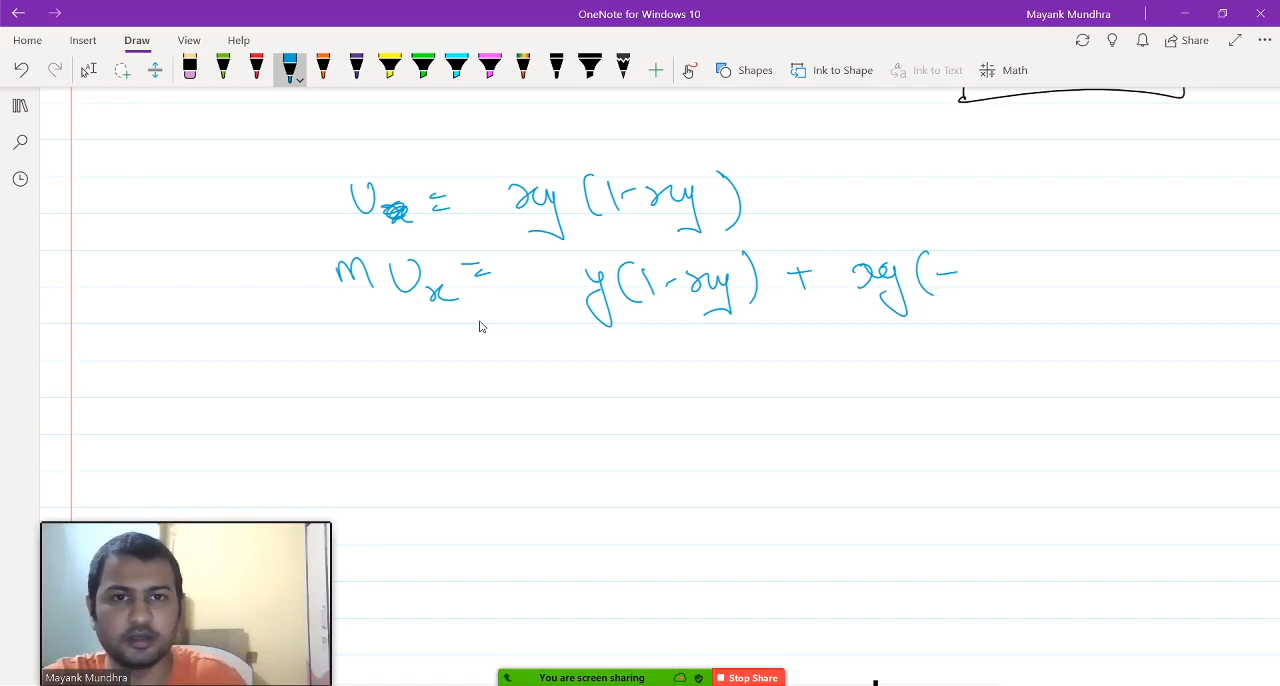 OneNote for Windows 10
Mayank Mundhra
Home Insert Draw View Help
Share
Shapes
Ink to Shape
Ink to Text
Math
U = xy (1-xy)
MUx = y(1-xy) + xy(-
Mayank Mundhra
You are screen sharing
Stop Share